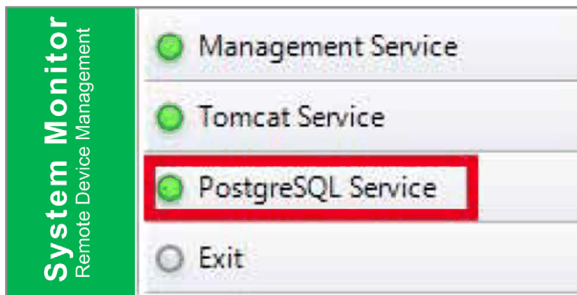 System Monitor
Remote Device Management
Management Service
Tomcat Service
PostgreSQL Service
Exit